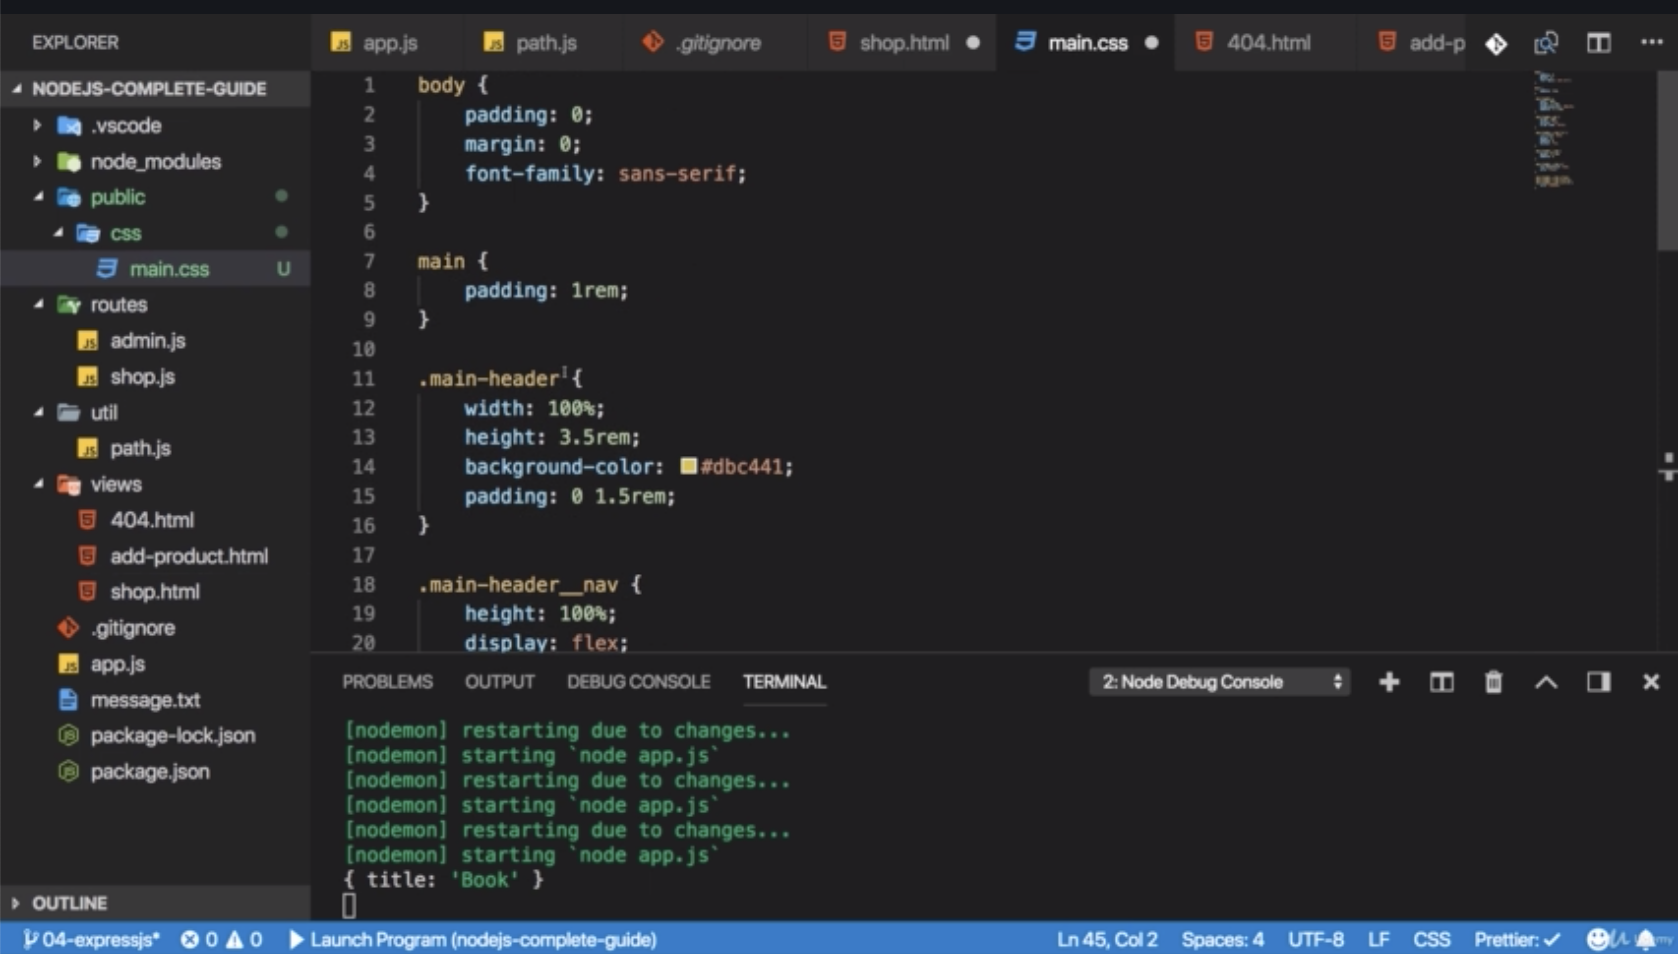 EXPLORER
NODEJS-COMPLETE-GUIDE
.vscode
node_modules
public
css
main.css U
routes
admin.js
shop.js
util
path.js
views
404.html
add-product.html
shop.html
.gitignore
app.js
message.txt
package-lock.json
package.json
OUTLINE
app.js path.js .gitignore shop.html main.css 404.html add-p
1 body {
2 padding: 0;
3 margin: 0;
4 font-family: sans-serif;
5 }
6
7 main {
8 padding: 1rem;
9 }
10
11 .main-header {
12 width: 100%;
13 height: 3.5rem;
14 background-color: #dbc441;
15 padding: 0 1.5rem;
16 }
17
18 .main-header__nav {
19 height: 100%;
20 display: flex;
PROBLEMS OUTPUT DEBUG CONSOLE TERMINAL 2: Node Debug Console
[nodemon] restarting due to changes...
[nodemon] starting `node app.js`
[nodemon] restarting due to changes...
[nodemon] starting `node app.js`
[nodemon] restarting due to changes...
[nodemon] starting `node app.js`
{ title: 'Book' }
04-expressjs* 0 0 Launch Program (nodejs-complete-guide) Ln 45, Col 2 Spaces: 4 UTF-8 LF CSS Prettier: ✓